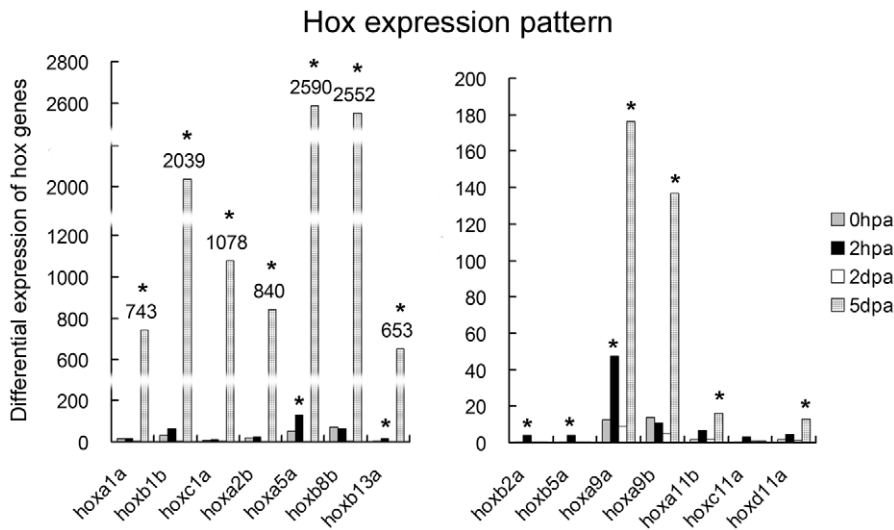 Hox expression pattern
Differential expression of hox genes
2800
2600
2000
1200
1000
800
600
200
0
* 743
* 2039
* 1078
* 840
* * 2590
* 2552
* * 653
hoxa1a
hoxb1b
hoxc1a
hoxa2b
hoxa5a
hoxb8b
hoxb13a
200
180
160
140
120
100
80
60
40
20
0
* * * * * * *
hoxb2a
hoxb5a
hoxa9a
hoxa9b
hoxa11b
hoxc11a
hoxd11a
0hpa
2hpa
2dpa
5dpa